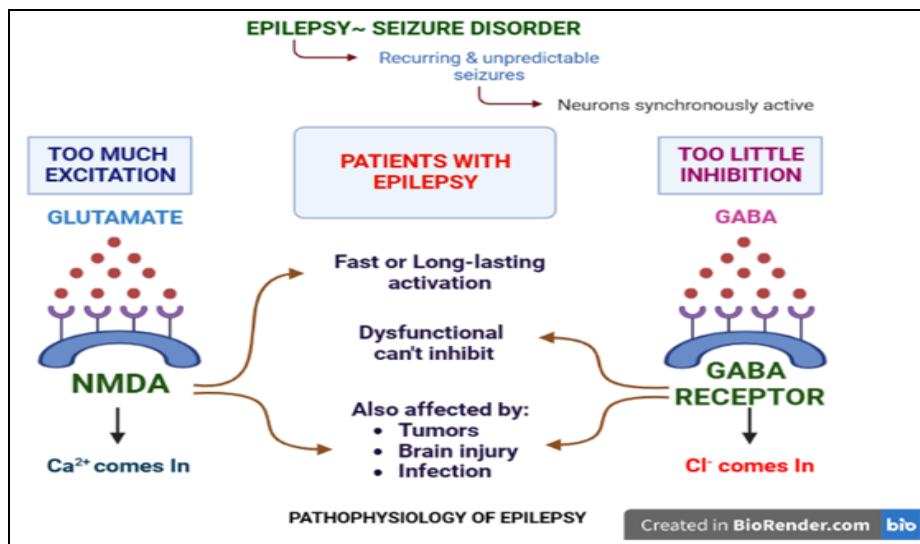 EPILEPSY~ SEIZURE DISORDER
Recurring & unpredictable
seizures
Neurons synchronously active
TOO MUCH
EXCITATION
PATIENTS WITH
EPILEPSY
TOO LITTLE
INHIBITION
GLUTAMATE
GABA
Fast or Long-lasting
activation
Dysfunctional
can't inhibit
NMDA
GABA
RECEPTOR
Also affected by:
• Tumors
• Brain injury
• Infection
Ca²⁺ comes In
Cl⁻ comes In
PATHOPHYSIOLOGY OF EPILEPSY
Created in BioRender.com bio